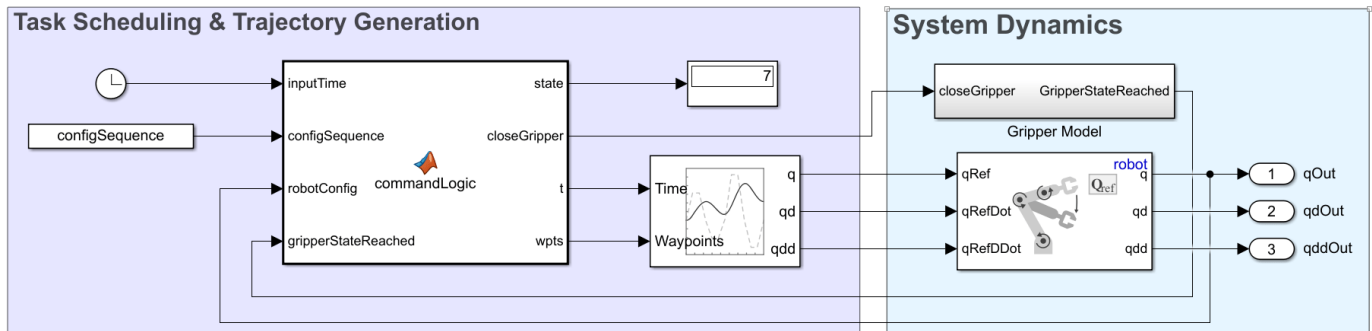 Task Scheduling & Trajectory Generation
System Dynamics
inputTime
configSequence
robotConfig
gripperStateReached
commandLogic
state
closeGripper
t
wpts
configSequence
7
Time
Waypoints
q
qd
qdd
closeGripper GripperStateReached
Gripper Model
robot
qRef
qRefDot
qRefDDot
Qref
q
qd
qdd
1 qOut
2 qdOut
3 qddOut